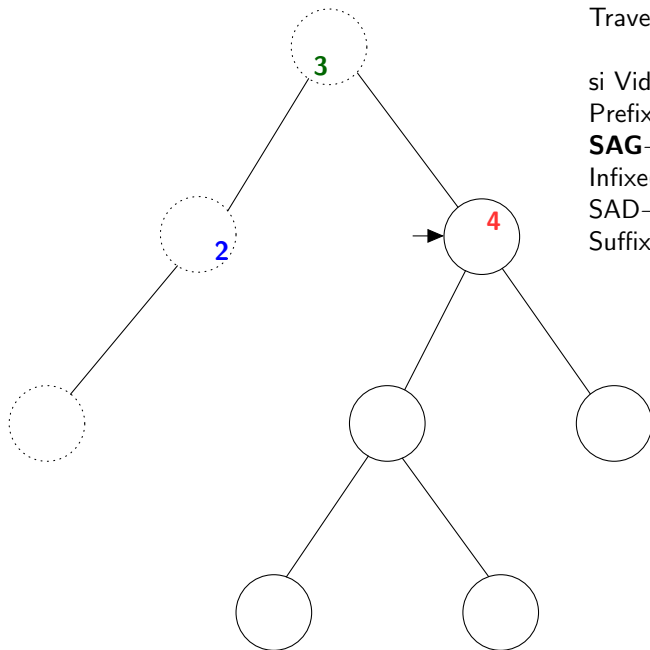 Trave
3
si Vid
Prefix
SAG-
Infixe
4
SAD–
2
Suffix